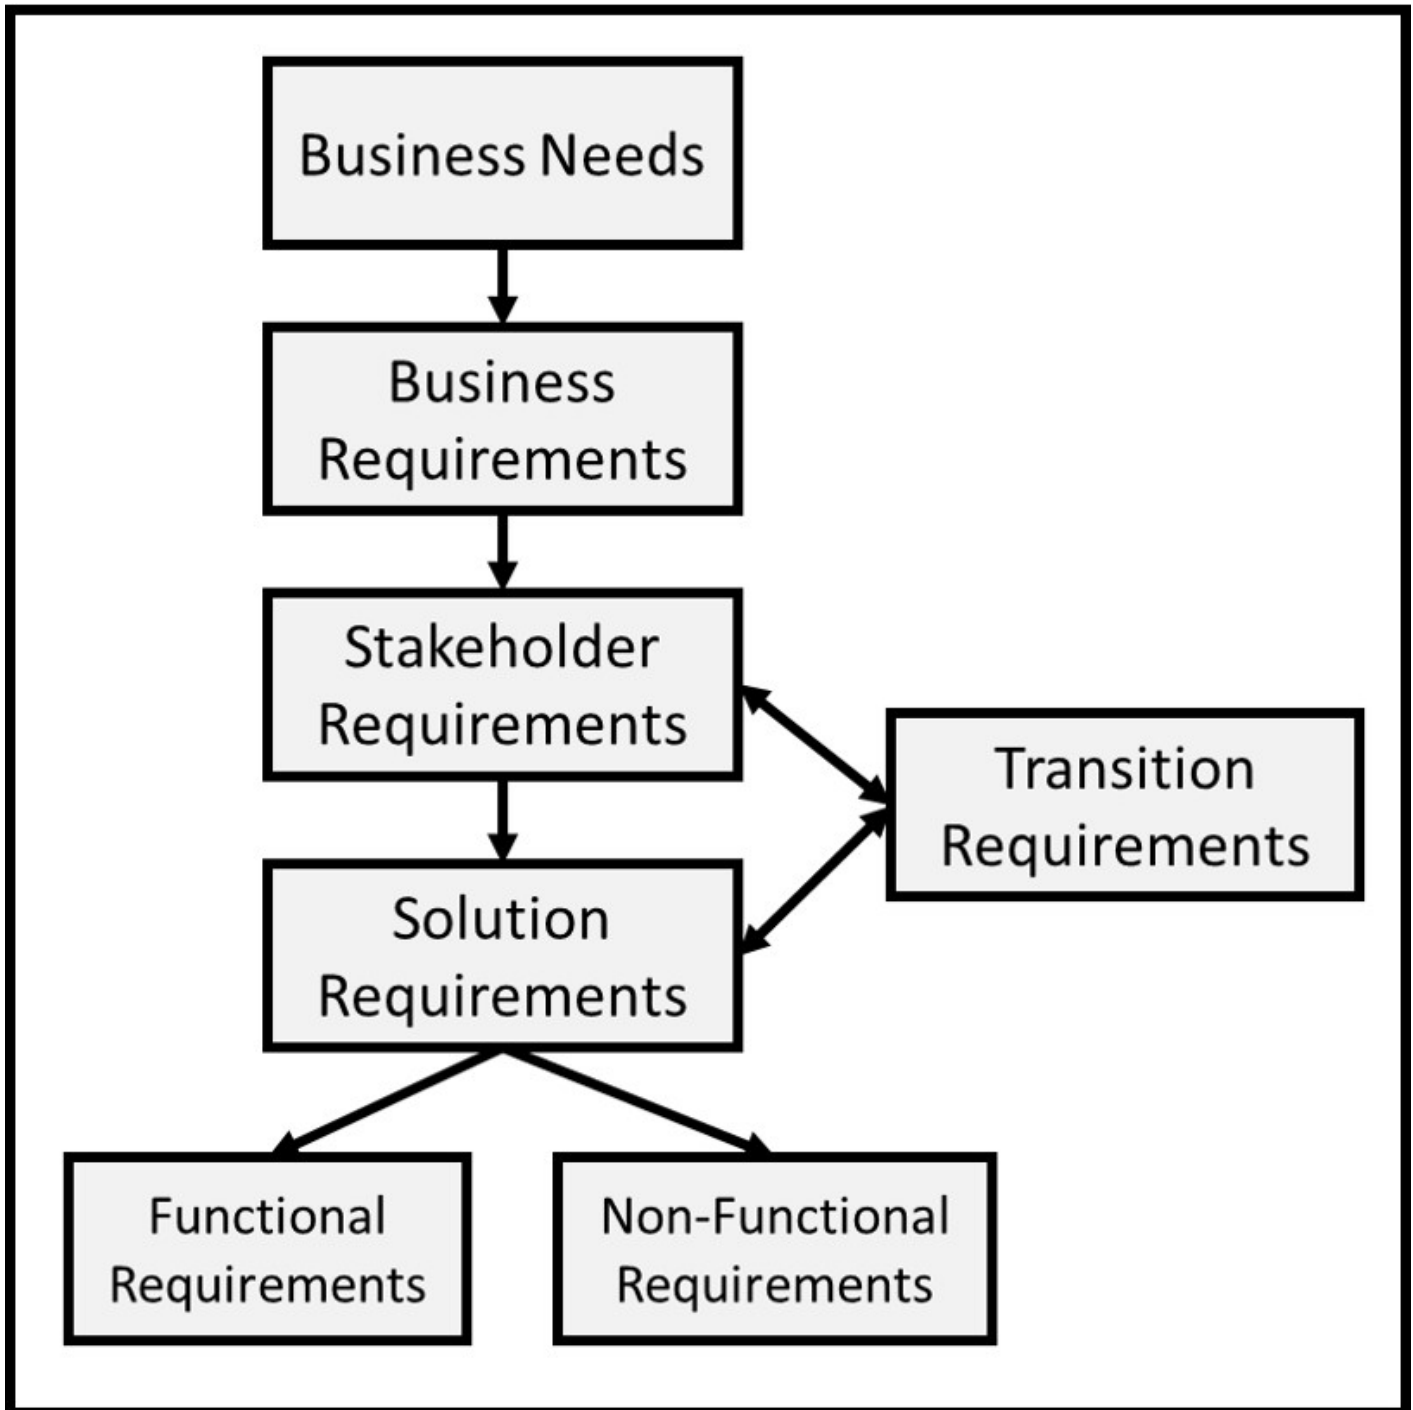 Business Needs
Business
Requirements
Stakeholder
Requirements
Transition
Requirements
Solution
Requirements
Functional
Requirements
Non-Functional
Requirements